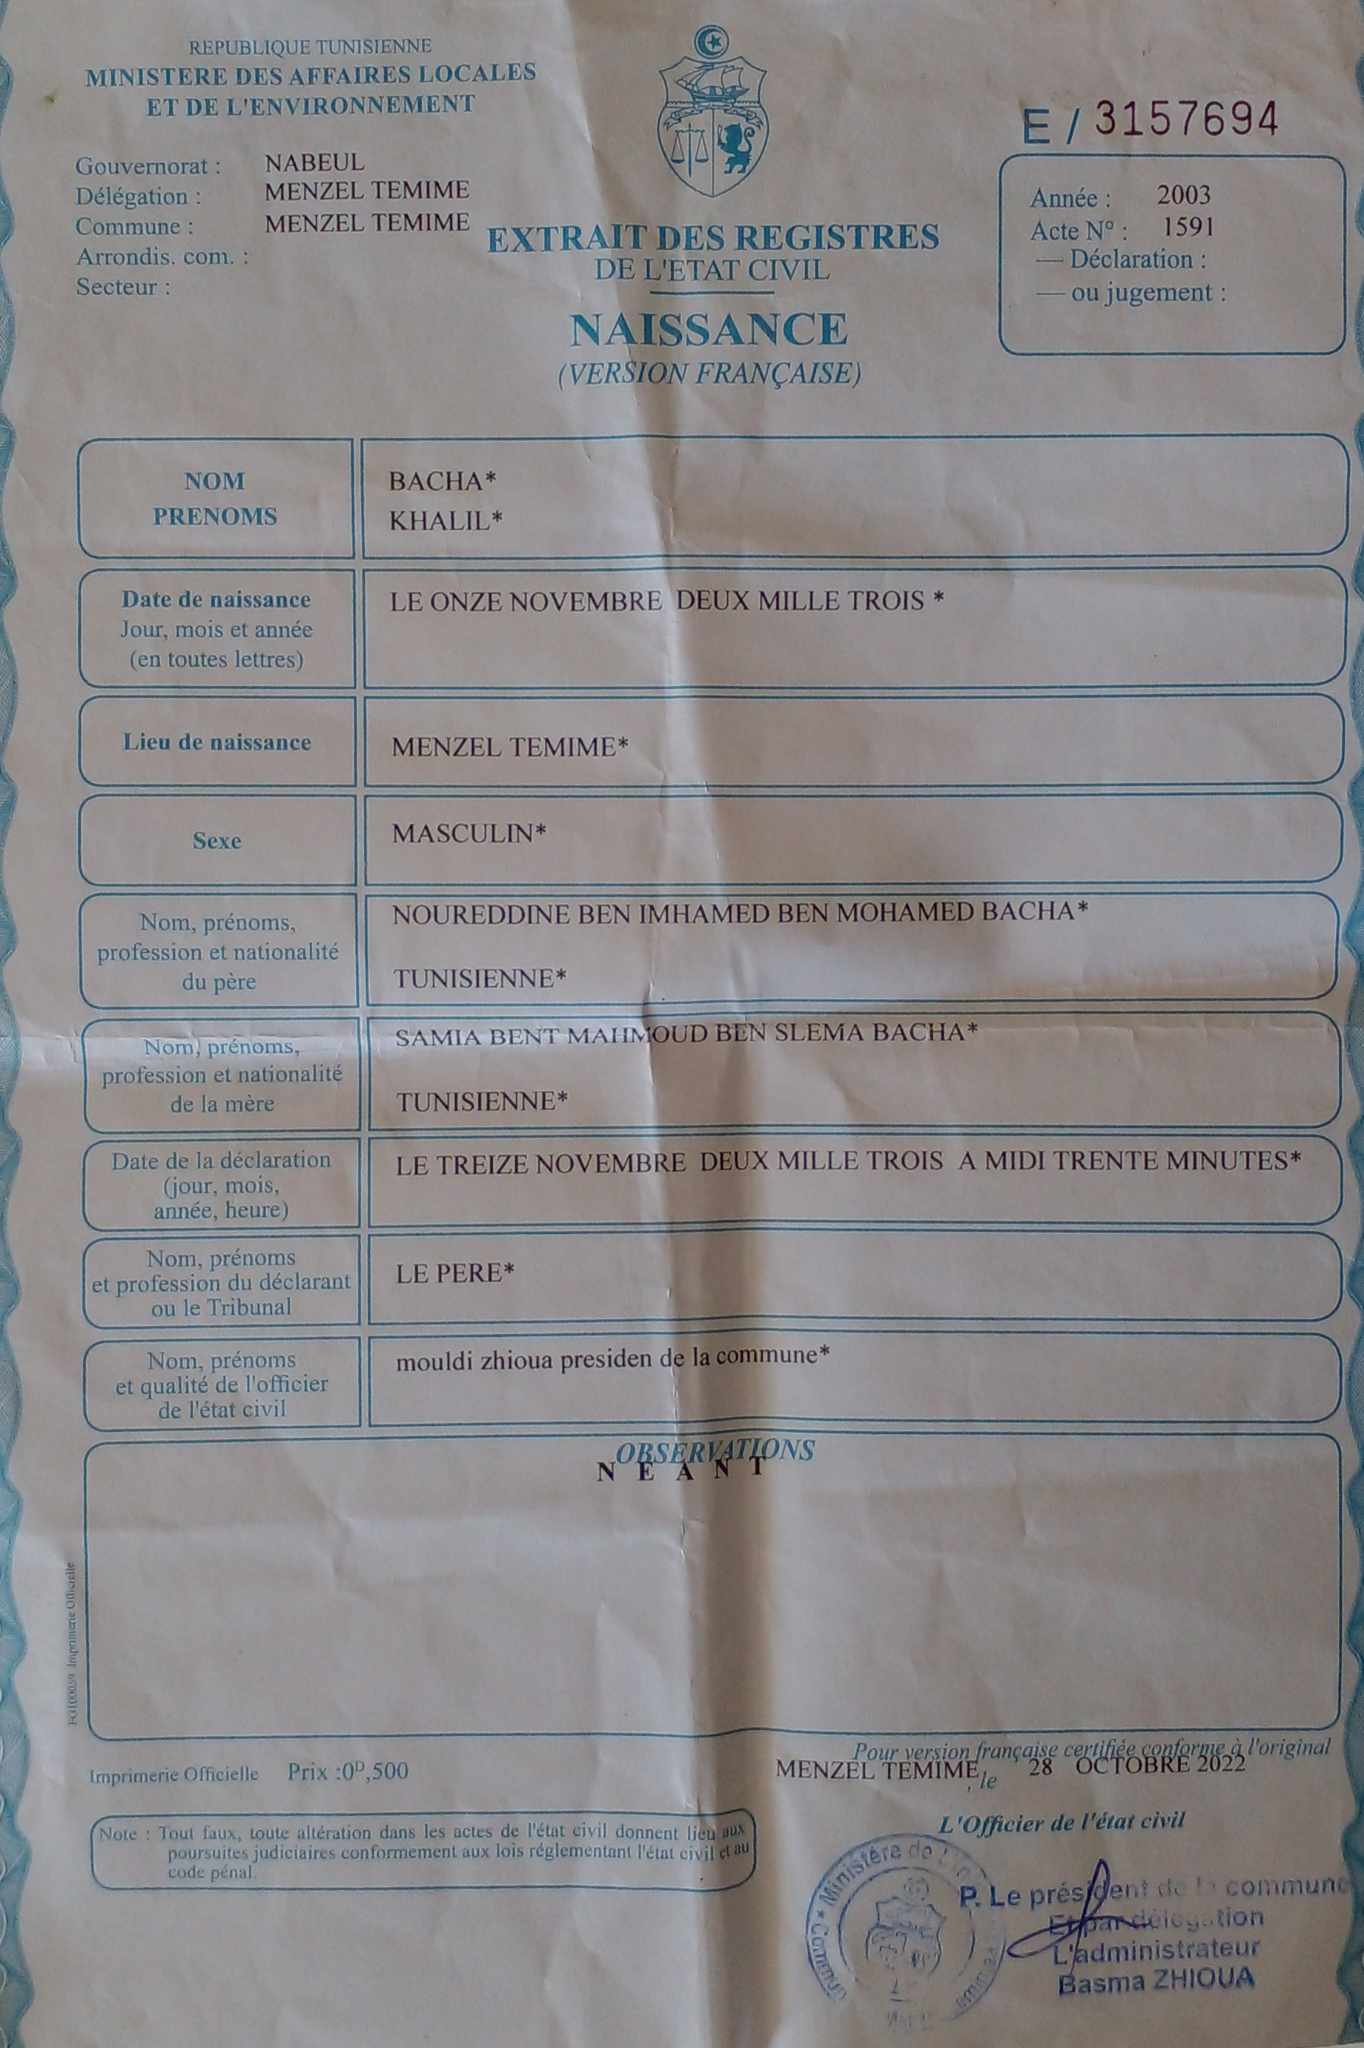 REPUBLIQUE TUNISIENNE
MINISTERE DES AFFAIRES LOCALES
ET DE L'ENVIRONNEMENT
Gouvernorat : NABEUL
Délégation : MENZEL TEMIME
Commune : MENZEL TEMIME
Arrondis. com. :
Secteur :
E / 3157694
Année : 2003
Acte Nº : 1591
— Déclaration :
— ou jugement :
EXTRAIT DES REGISTRES
DE L'ETAT CIVIL
NAISSANCE
(VERSION FRANÇAISE)
NOM BACHA*
PRENOMS KHALIL*
Date de naissance LE ONZE NOVEMBRE DEUX MILLE TROIS *
Jour, mois et année
(en toutes lettres)
Lieu de naissance MENZEL TEMIME*
Sexe MASCULIN*
Nom, prénoms, NOUREDDINE BEN IMHAMED BEN MOHAMED BACHA*
profession et nationalité
du père TUNISIENNE*
Nom, prénoms, SAMIA BENT MAHMOUD BEN SLEMA BACHA*
profession et nationalité
de la mère TUNISIENNE*
Date de la déclaration LE TREIZE NOVEMBRE DEUX MILLE TROIS A MIDI TRENTE MINUTES*
(jour, mois,
année, heure)
Nom, prénoms
et profession du déclarant LE PERE*
ou le Tribunal
Nom, prénoms mouldi zhioua presiden de la commune*
et qualité de l'officier
de l'état civil
OBSERVATIONS
N E A N T
Imprimerie Officielle
Imprimerie Officielle Prix :0ᴰ,500
Pour version française certifiée conforme à l'original
MENZEL TEMIME, le 28 OCTOBRE 2022
L'Officier de l'état civil
Note : Tout faux, toute altération dans les actes de l'état civil donnent lieu aux
poursuites judiciaires conformement aux lois réglementant l'état civil et au
code pénal.
Ministère de
P. Le président de la commune
Et par délégation
L'administrateur
Basma ZHIOUA